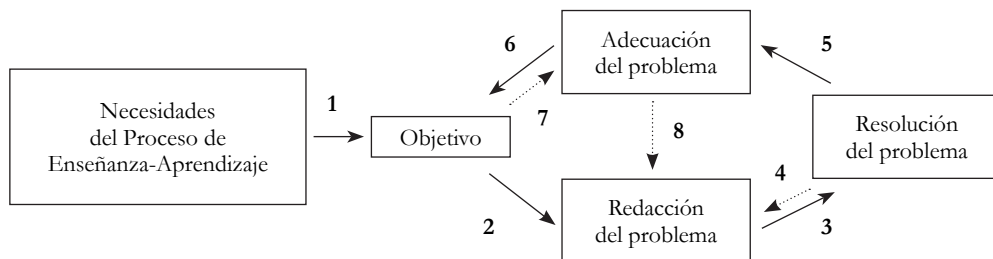 Necesidades
del Proceso de
Enseñanza-Aprendizaje
1
Objetivo
6
7
2
Adecuación
del problema
8
Redacción
del problema
5
4
3
Resolución
del problema